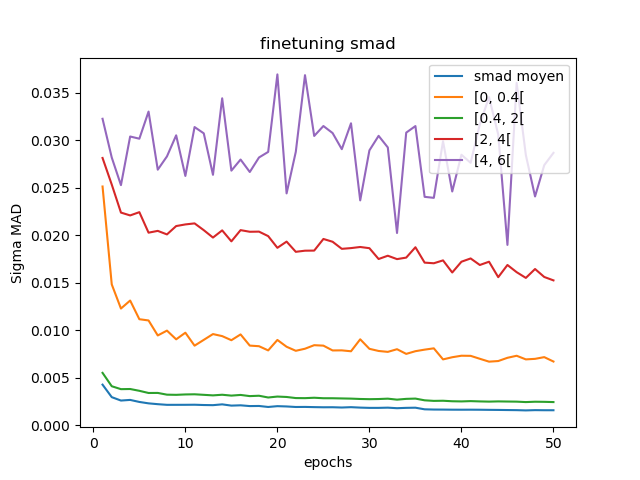 finetuning smad
smad moyen
[0, 0.4[
[0.4, 2[
[2, 4[
[4, 6[
Sigma MAD
0.035
0.030
0.025
0.020
0.015
0.010
0.005
0.000
0 10 20 30 40 50
epochs